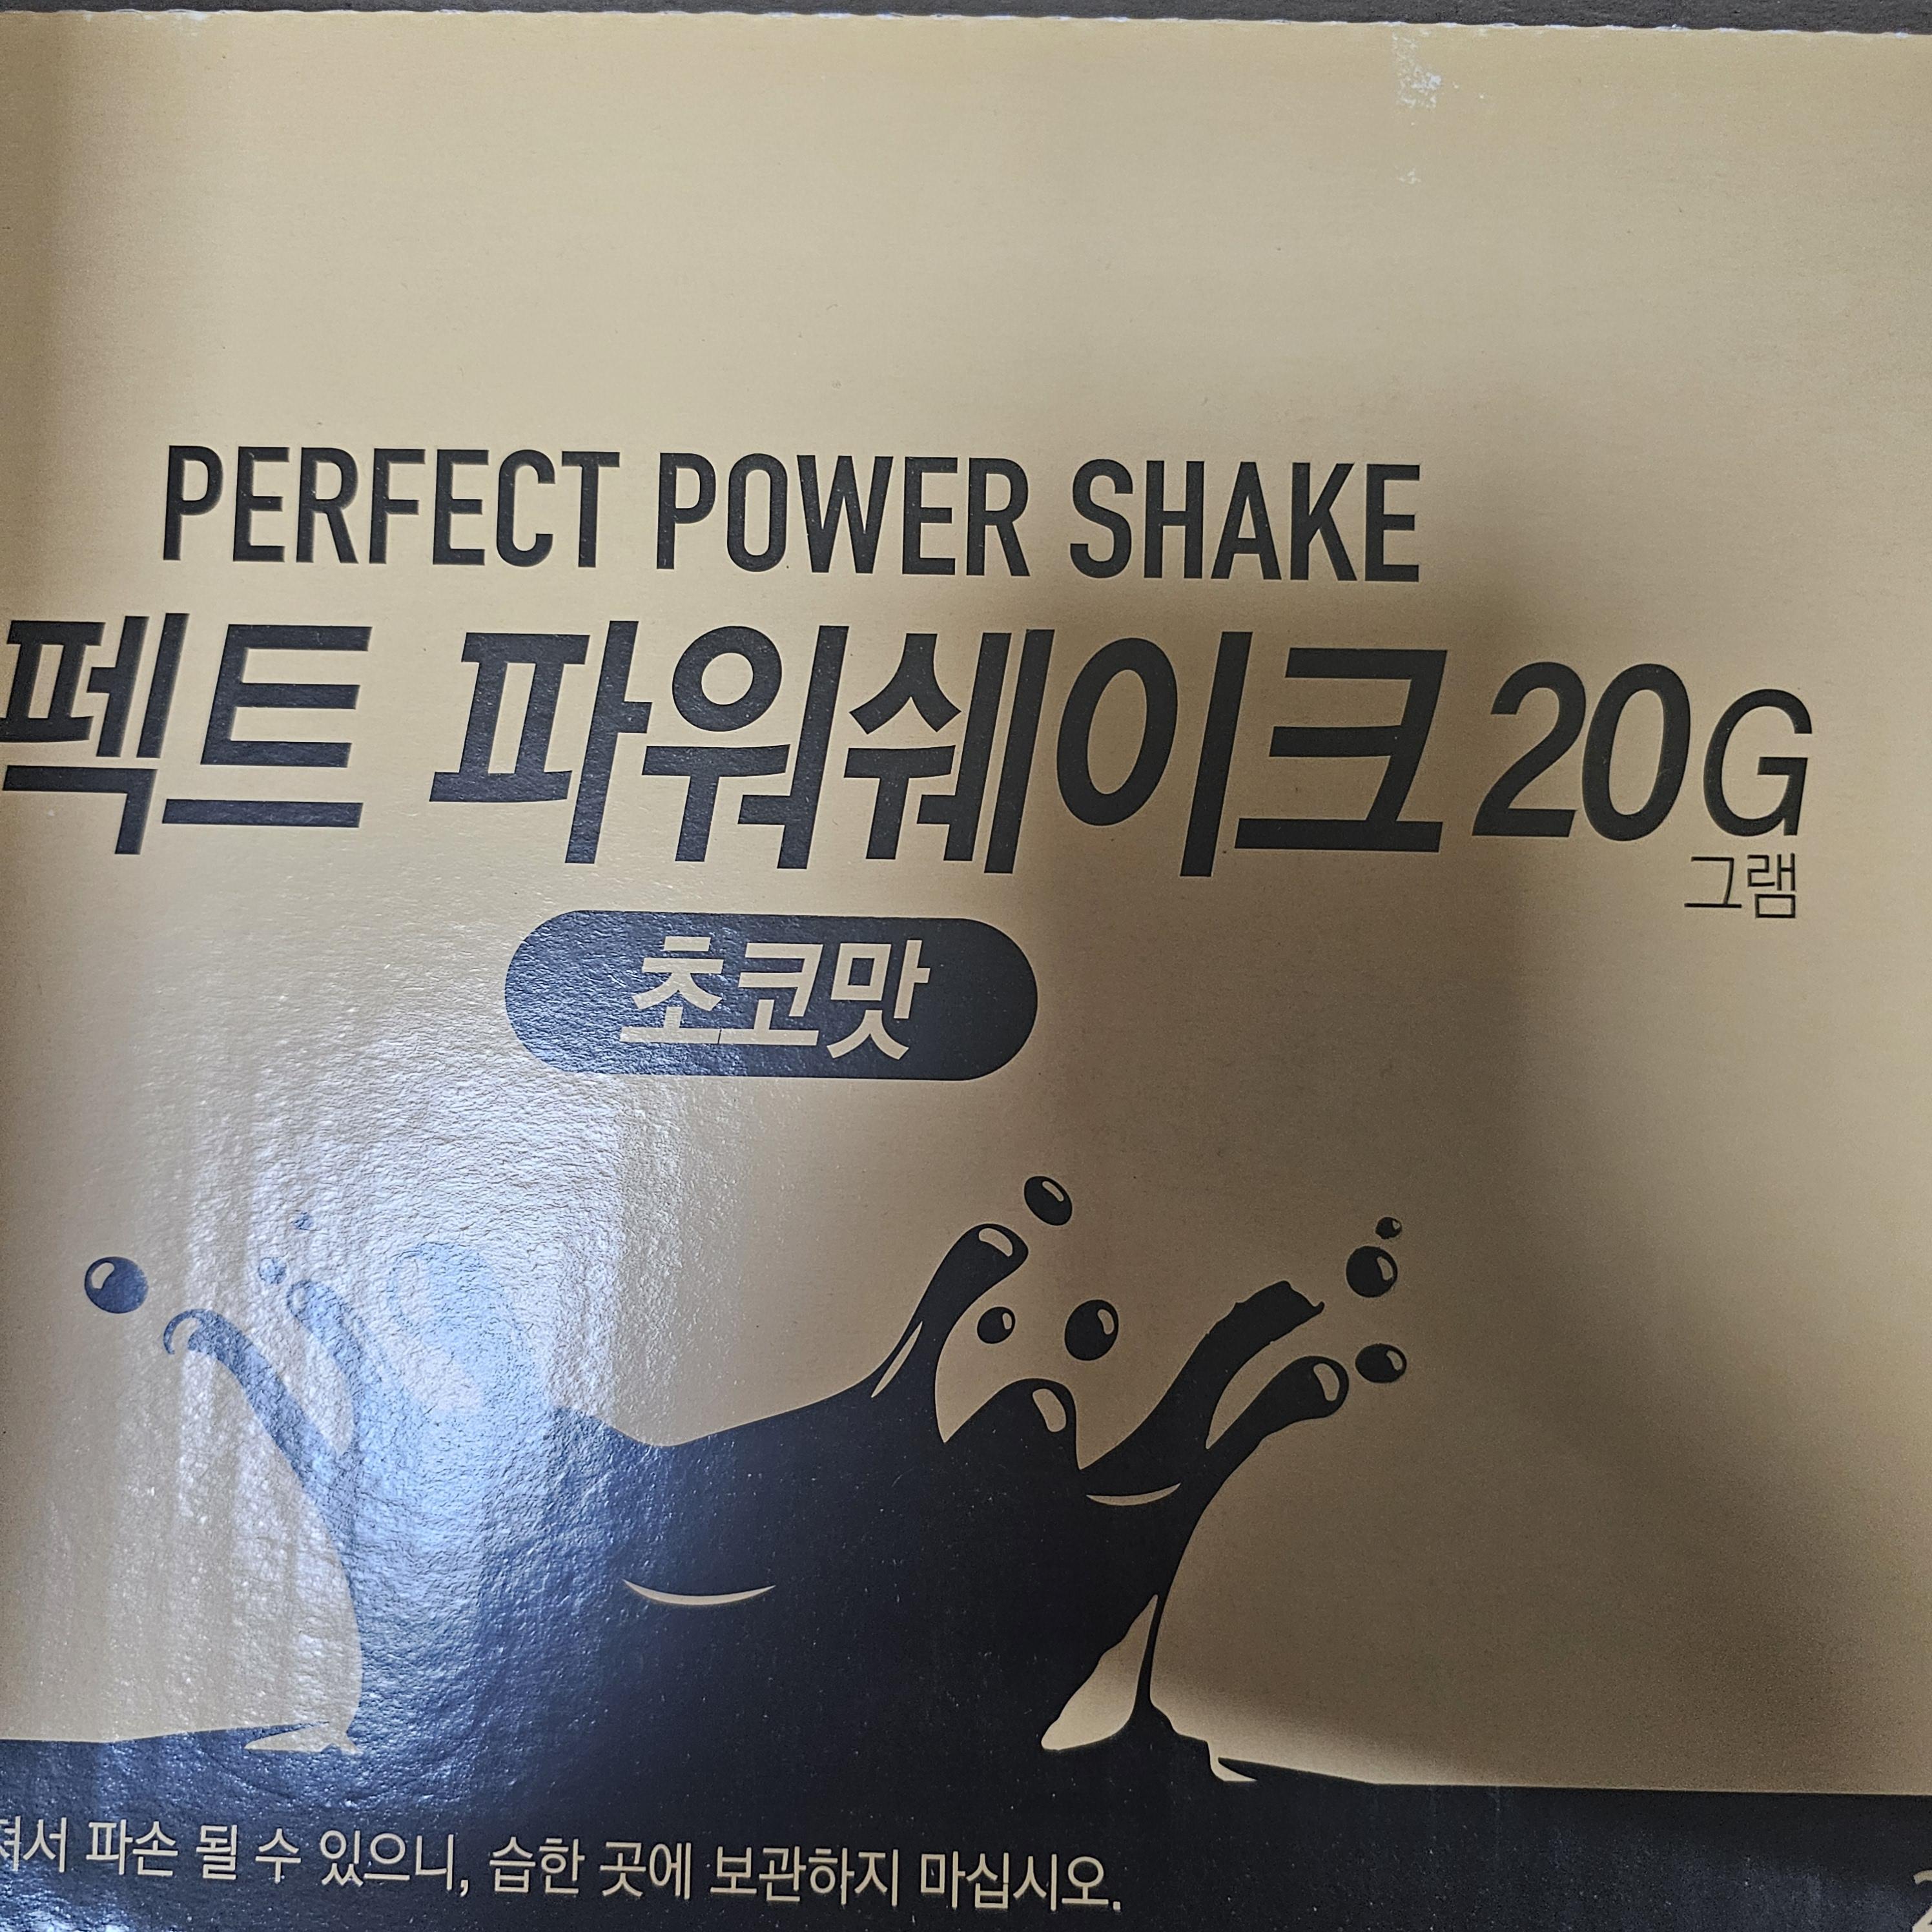 PERFECT POWER SHAKE
펙트 파워쉐이크 20G
그램
초코맛
져서 파손 될 수 있으니, 습한 곳에 보관하지 마십시오.